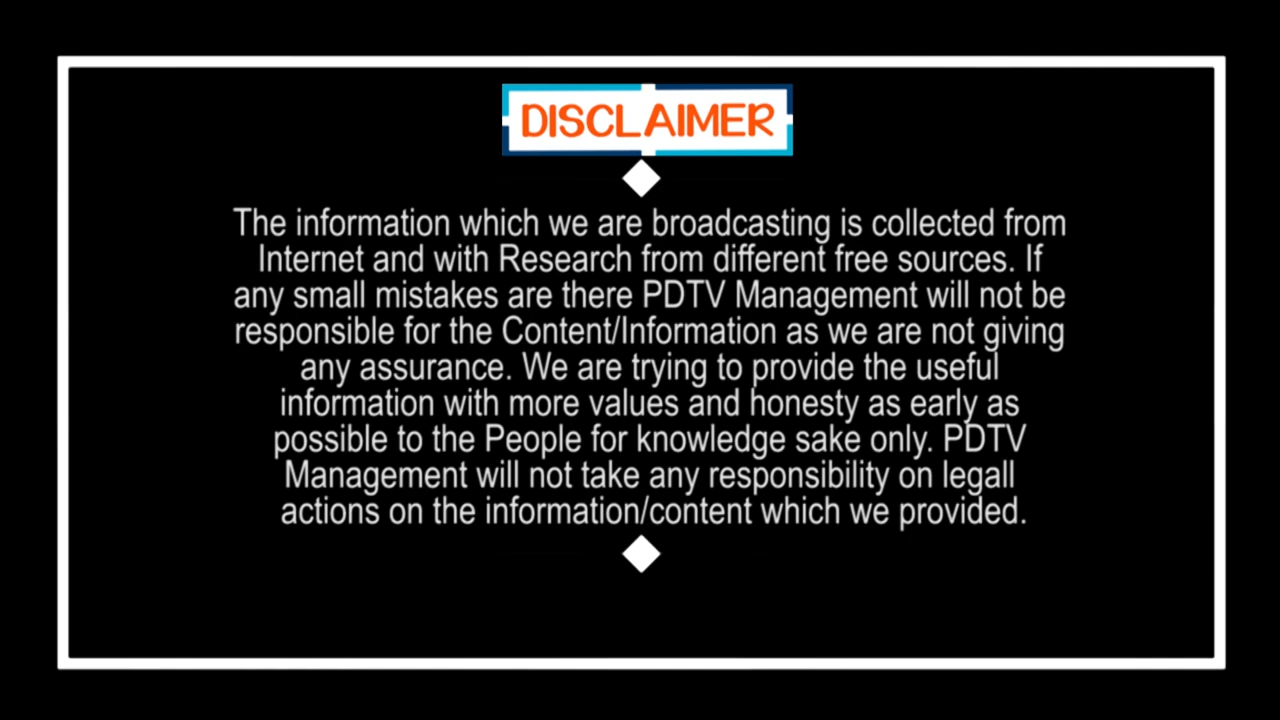 DISCLAIMER
The information which we are broadcasting is collected from
Internet and with Research from different free sources. If
any small mistakes are there PDTV Management will not be
responsible for the Content/Information as we are not giving
any assurance. We are trying to provide the useful
information with more values and honesty as early as
possible to the People for knowledge sake only. PDTV
Management will not take any responsibility on legall
actions on the information/content which we provided.